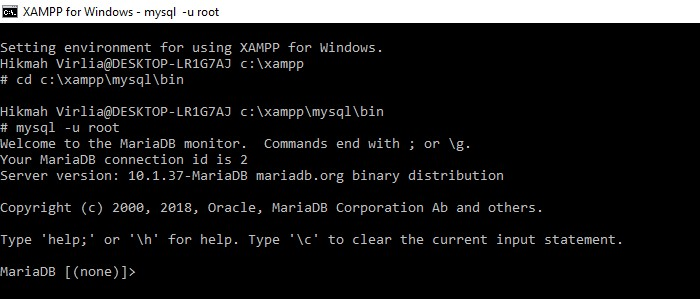 XAMPP for Windows - mysql  -u root
Setting environment for using XAMPP for Windows.
Hikmah Virlia@DESKTOP-LR1G7AJ c:\xampp
# cd c:\xampp\mysql\bin
Hikmah Virlia@DESKTOP-LR1G7AJ c:\xampp\mysql\bin
# mysql -u root
Welcome to the MariaDB monitor.  Commands end with ; or \g.
Your MariaDB connection id is 2
Server version: 10.1.37-MariaDB mariadb.org binary distribution
Copyright (c) 2000, 2018, Oracle, MariaDB Corporation Ab and others.
Type 'help;' or '\h' for help. Type '\c' to clear the current input statement.
MariaDB [(none)]>